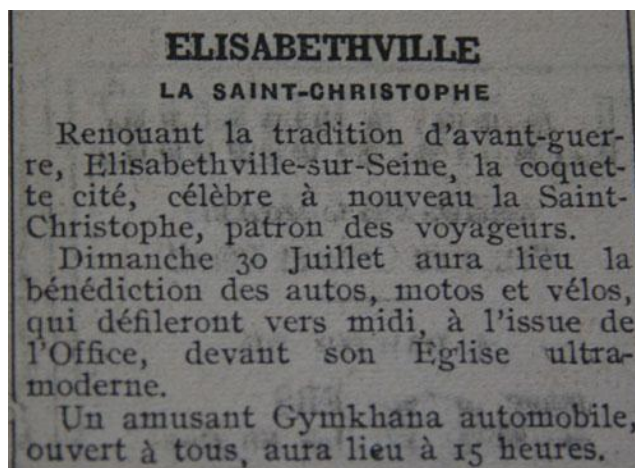 ELISABETHVILLE
LA SAINT-CHRISTOPHE
Renouant la tradition d'avant-guer-
re, Elisabethville-sur-Seine, la coquet-
te cité, célèbre à nouveau la Saint-
Christophe, patron des voyageurs.
Dimanche 30 Juillet aura lieu la
bénédiction des autos, motos et vélos,
qui défileront vers midi, à l'issue de
l'Office, devant son Eglise ultra-
moderne.
Un amusant Gymkhana automobile,
ouvert à tous, aura lieu à 15 heures.